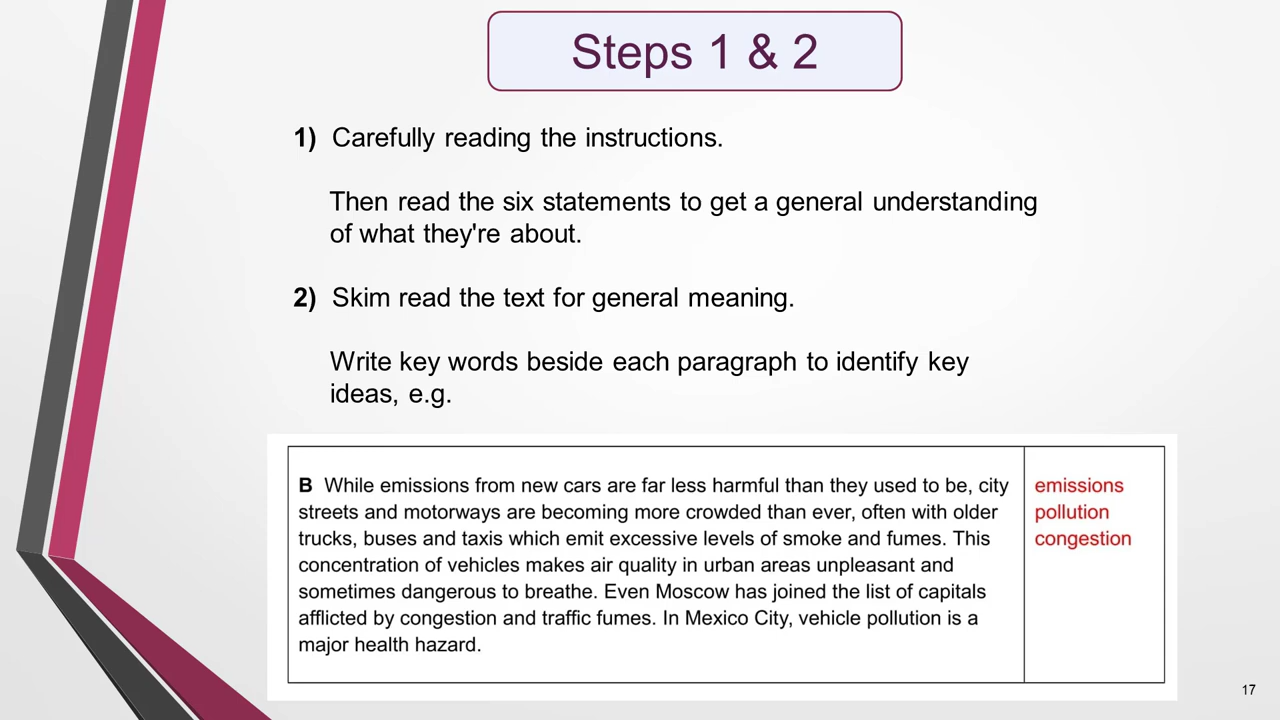 Steps 1 & 2
1) Carefully reading the instructions.
Then read the six statements to get a general understanding
of what they're about.
2) Skim read the text for general meaning.
Write key words beside each paragraph to identify key
ideas, e.g.
B While emissions from new cars are far less harmful than they used to be, city
streets and motorways are becoming more crowded than ever, often with older
trucks, buses and taxis which emit excessive levels of smoke and fumes. This
concentration of vehicles makes air quality in urban areas unpleasant and
sometimes dangerous to breathe. Even Moscow has joined the list of capitals
afflicted by congestion and traffic fumes. In Mexico City, vehicle pollution is a
major health hazard.
emissions
pollution
congestion
17